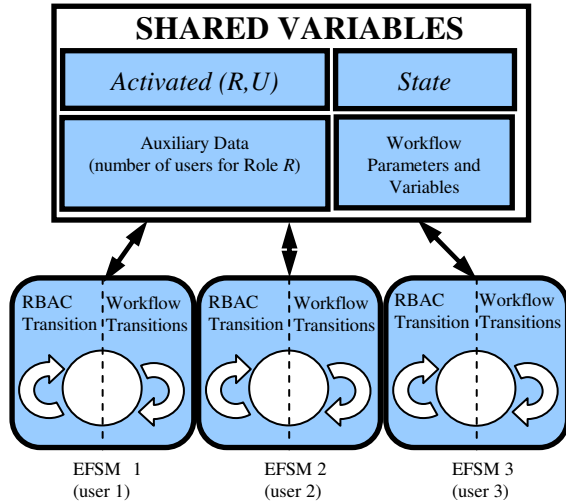 SHARED VARIABLES
Activated (R,U)
State
Auxiliary Data
(number of users for Role R)
Workflow
Parameters and
Variables
RBAC
Transition
Workflow
Transitions
RBAC
Transition
Workflow
Transitions
RBAC
Transition
Workflow
Transitions
EFSM 1
(user 1)
EFSM 2
(user 2)
EFSM 3
(user 3)